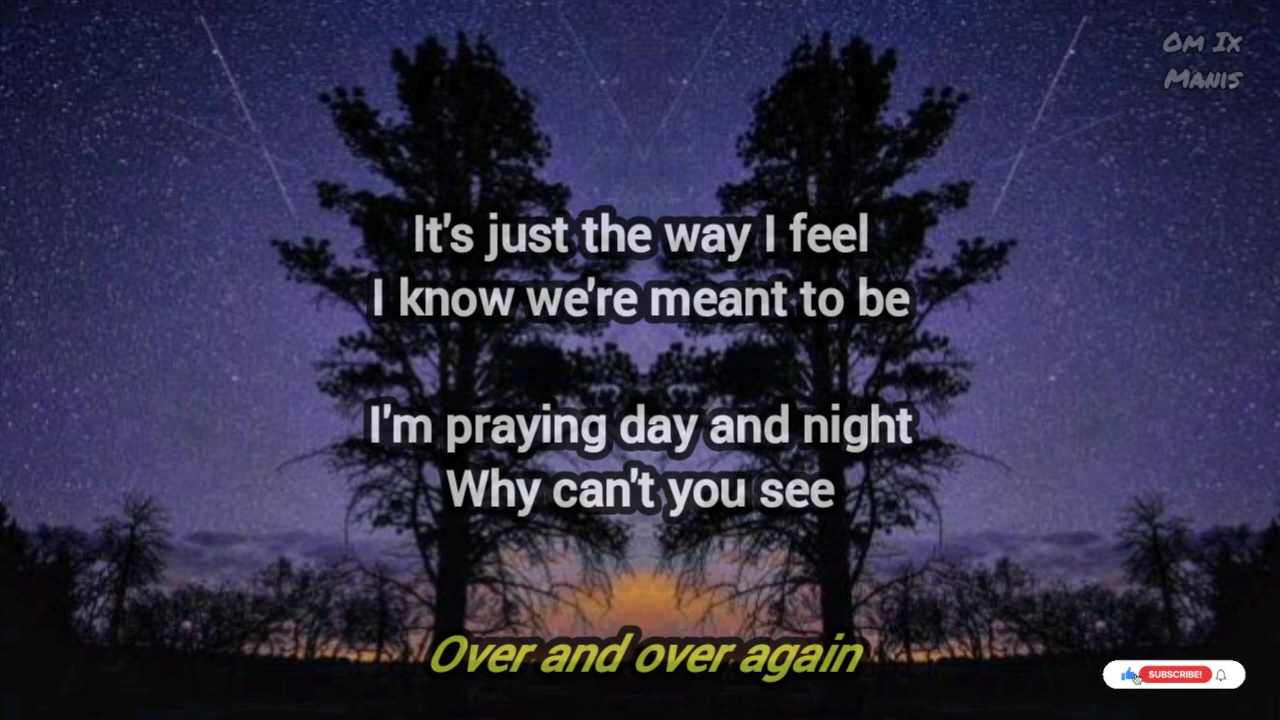 Om Ix
Manis
It's just the way I feel
I know we're meant to be
I'm praying day and night
Why can't you see
Over and over again
SUBSCRIBE!